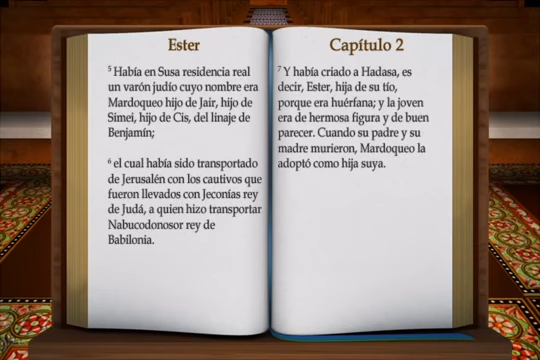 Ester
⁵ Había en Susa residencia real
un varón judío cuyo nombre era
Mardoqueo hijo de Jair, hijo de
Simei, hijo de Cis, del linaje de
Benjamín;
⁶ el cual había sido transportado
de Jerusalén con los cautivos que
fueron llevados con Jeconías rey
de Judá, a quien hizo transportar
Nabucodonosor rey de
Babilonia.
Capítulo 2
⁷ Y había criado a Hadasa, es
decir, Ester, hija de su tío,
porque era huérfana; y la joven
era de hermosa figura y de buen
parecer. Cuando su padre y su
madre murieron, Mardoqueo la
adoptó como hija suya.